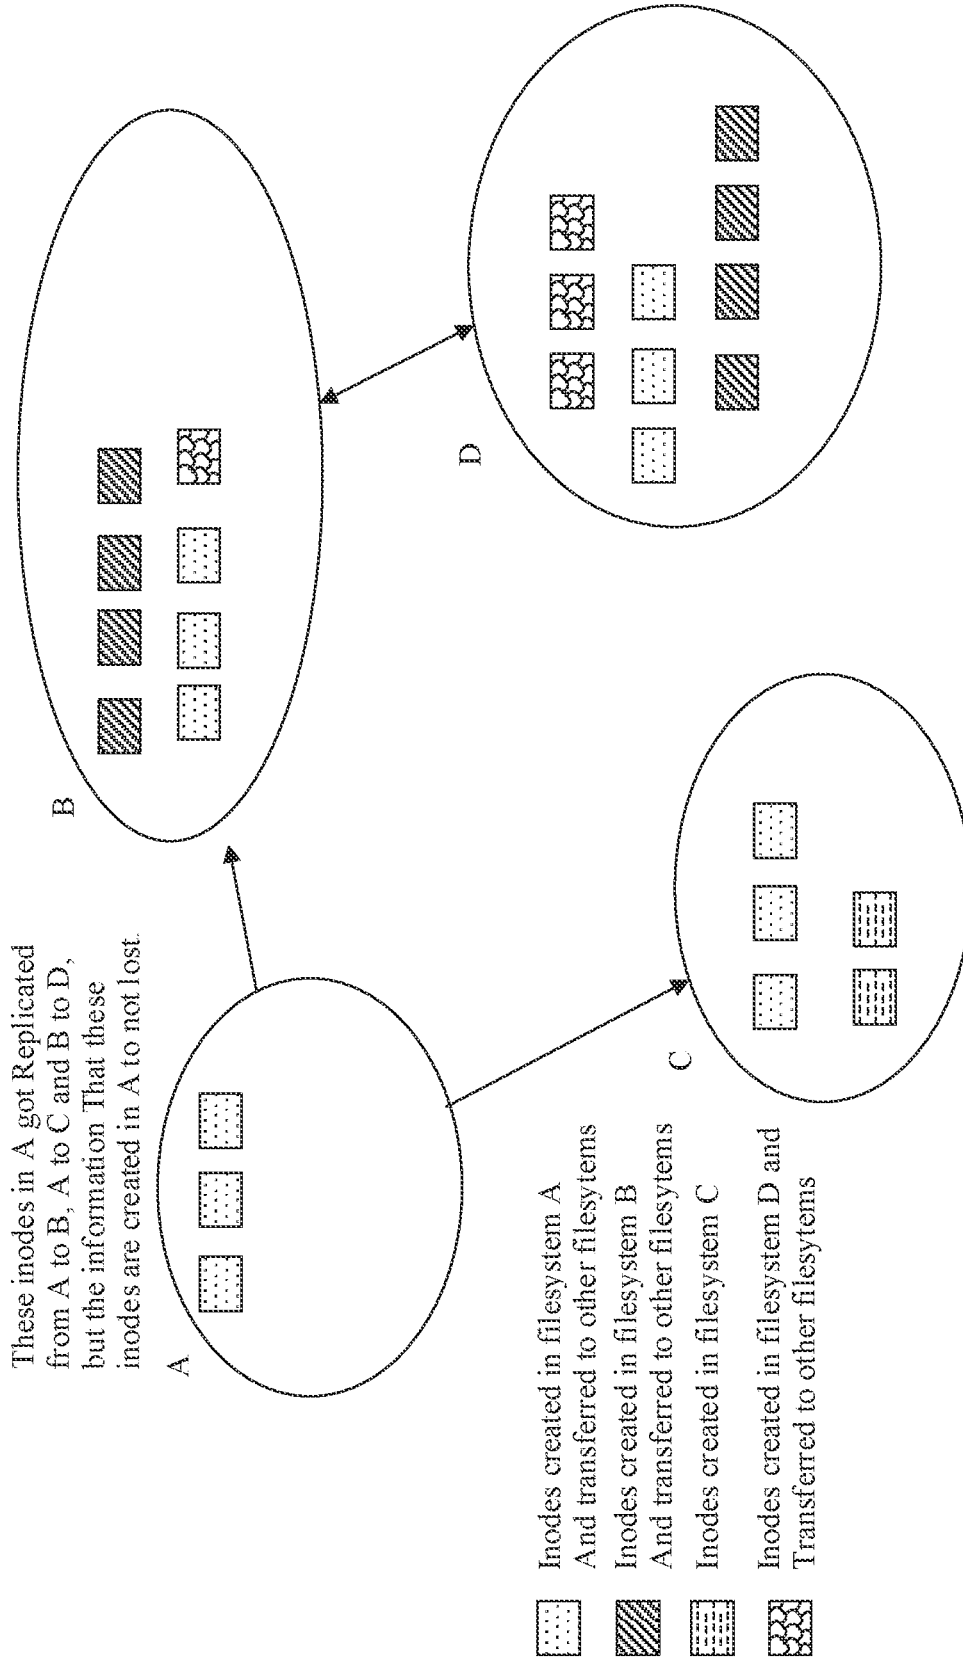 These inodes in A got Replicated
from A to B, A to C and B to D,
but the information That these
inodes are created in A to not lost.
A
B
C
D
Inodes created in filesystem A
And transferred to other filesytems
Inodes created in filesystem B
And transferred to other filesytems
Inodes created in filesystem C
Inodes created in filesystem D and
Transferred to other filesytems